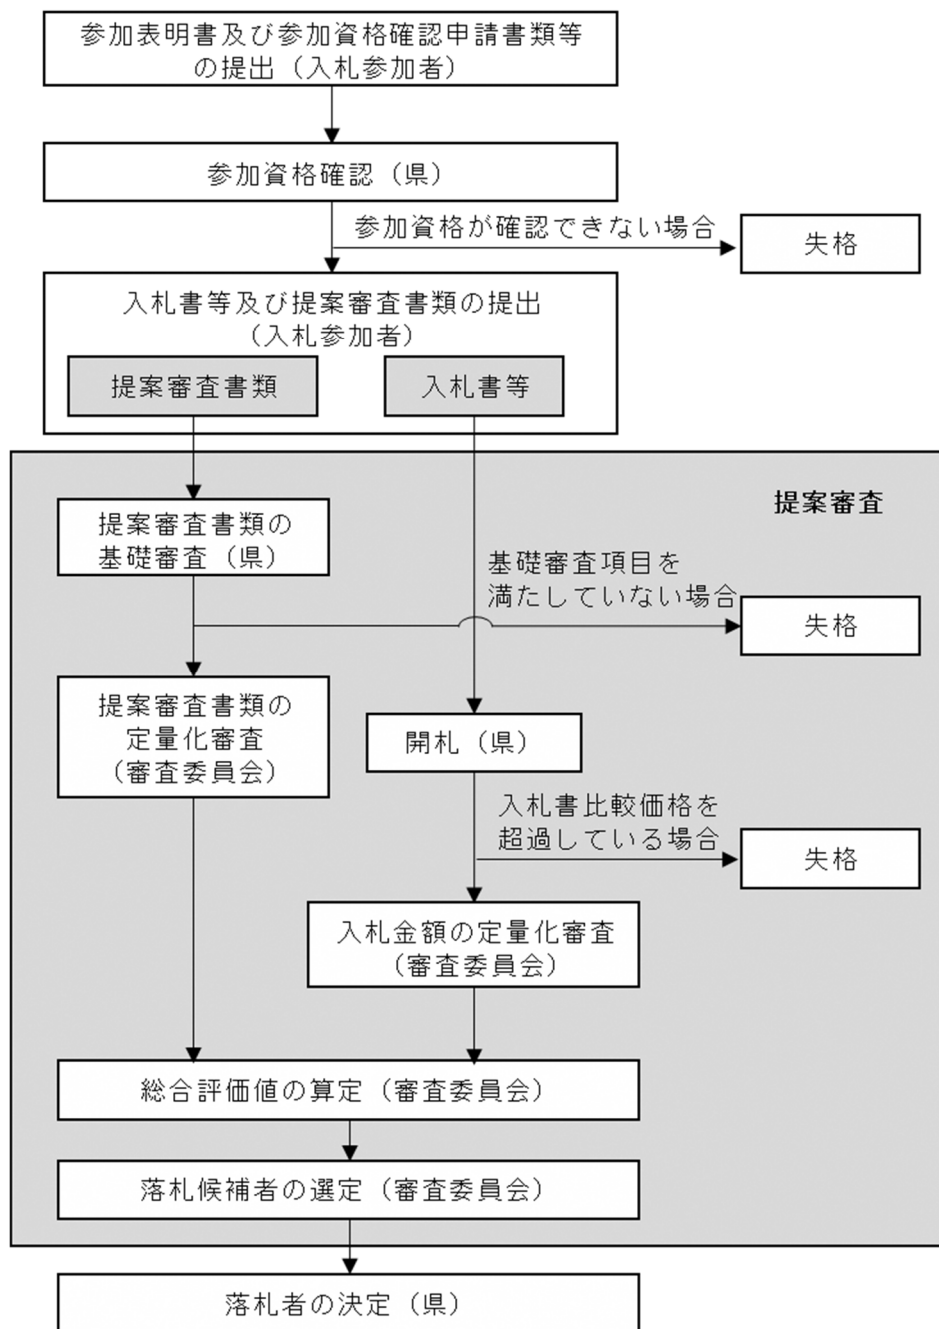 参加表明書及び参加資格確認申請書類等
の提出（入札参加者）
参加資格確認（県）
参加資格が確認できない場合
失格
入札書等及び提案審査書類の提出
（入札参加者）
提案審査書類
入札書等
提案審査
提案審査書類の
基礎審査（県）
基礎審査項目を
満たしていない場合
失格
提案審査書類の
定量化審査
（審査委員会）
開札（県）
入札書比較価格を
超過している場合
失格
入札金額の定量化審査
（審査委員会）
総合評価値の算定（審査委員会）
落札候補者の選定（審査委員会）
落札者の決定（県）